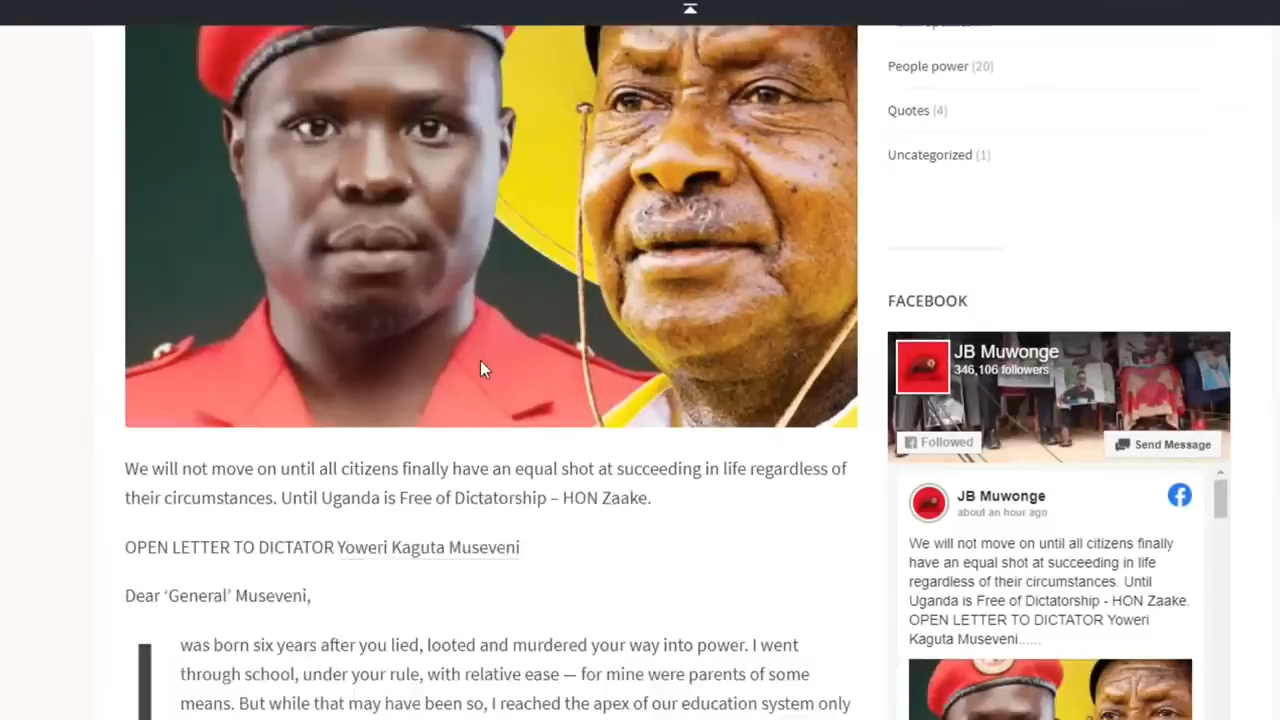 People power (20)
Quotes (4)
Uncategorized (1)
FACEBOOK
JB Muwonge
346,106 followers
Followed
Send Message
JB Muwonge
about an hour ago
We will not move on until all citizens finally
have an equal shot at succeeding in life
regardless of their circumstances. Until
Uganda is Free of Dictatorship - HON Zaake.
OPEN LETTER TO DICTATOR Yoweri
Kaguta Museveni......
We will not move on until all citizens finally have an equal shot at succeeding in life regardless of
their circumstances. Until Uganda is Free of Dictatorship – HON Zaake.
OPEN LETTER TO DICTATOR Yoweri Kaguta Museveni
Dear ‘General’ Museveni,
I was born six years after you lied, looted and murdered your way into power. I went
through school, under your rule, with relative ease — for mine were parents of some
means. But while that may have been so, I reached the apex of our education system only